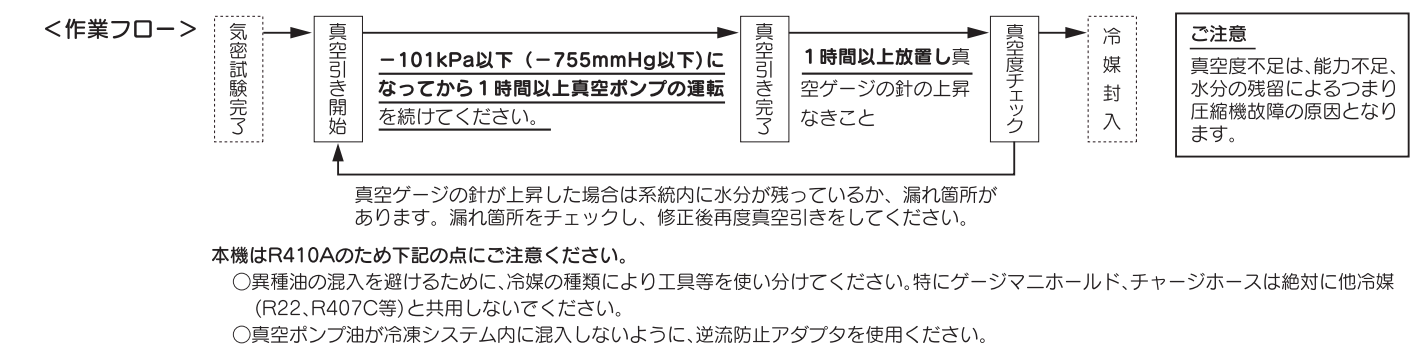 ＜作業フロー＞
気密試験完了
真空引き開始
－101kPa以下（－755mmHg以下）に
なってから１時間以上真空ポンプの運転
を続けてください。
真空引き完了
１時間以上放置し真
空ゲージの針の上昇
なきこと
真空度チェック
冷媒封入
ご注意
真空度不足は、能力不足、
水分の残留によるつまり
圧縮機故障の原因となり
ます。
真空ゲージの針が上昇した場合は系統内に水分が残っているか、漏れ箇所が
あります。漏れ箇所をチェックし、修正後再度真空引きをしてください。
本機はR410Aのため下記の点にご注意ください。
○異種油の混入を避けるために、冷媒の種類により工具等を使い分けてください。特にゲージマニホールド、チャージホースは絶対に他冷媒
（R22、R407C等）と共用しないでください。
○真空ポンプ油が冷凍システム内に混入しないように、逆流防止アダプタを使用ください。